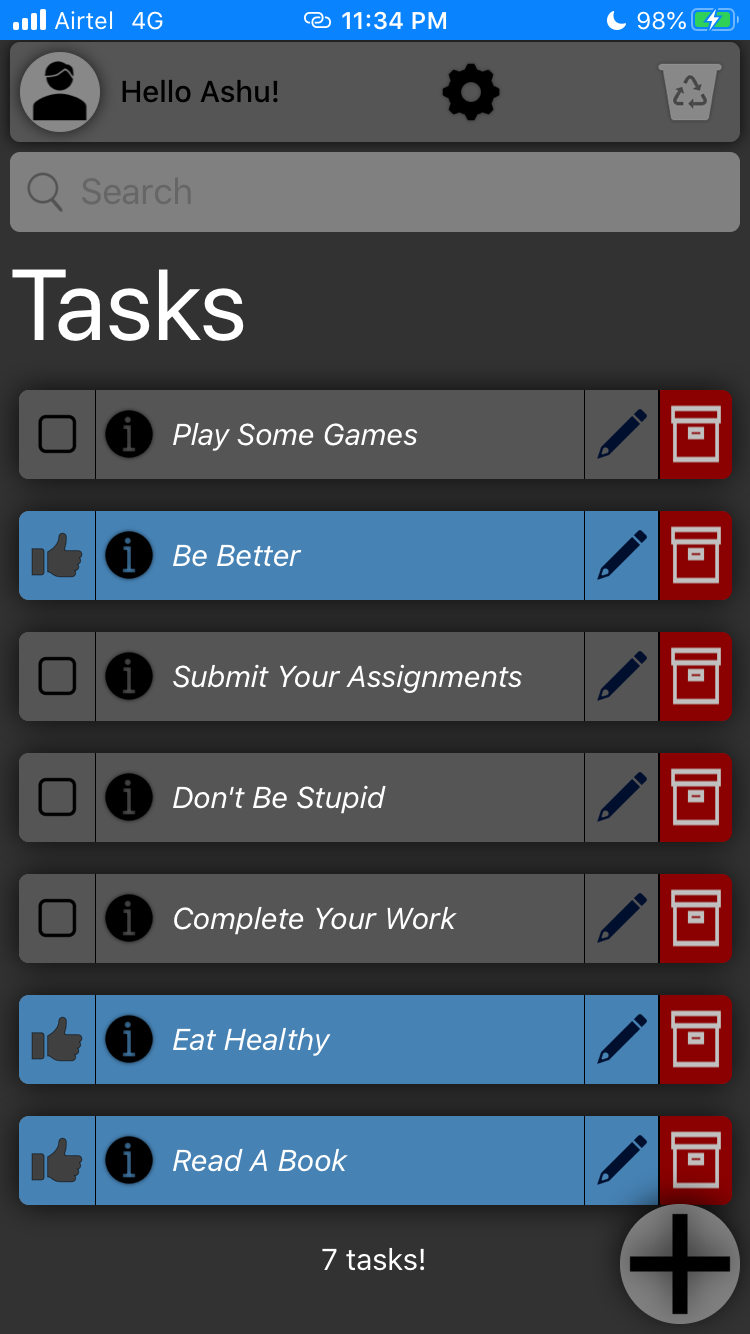 Airtel 4G 11:34 PM 98%
Hello Ashu!
Search
Tasks
Play Some Games
Be Better
Submit Your Assignments
Don't Be Stupid
Complete Your Work
Eat Healthy
Read A Book
7 tasks!